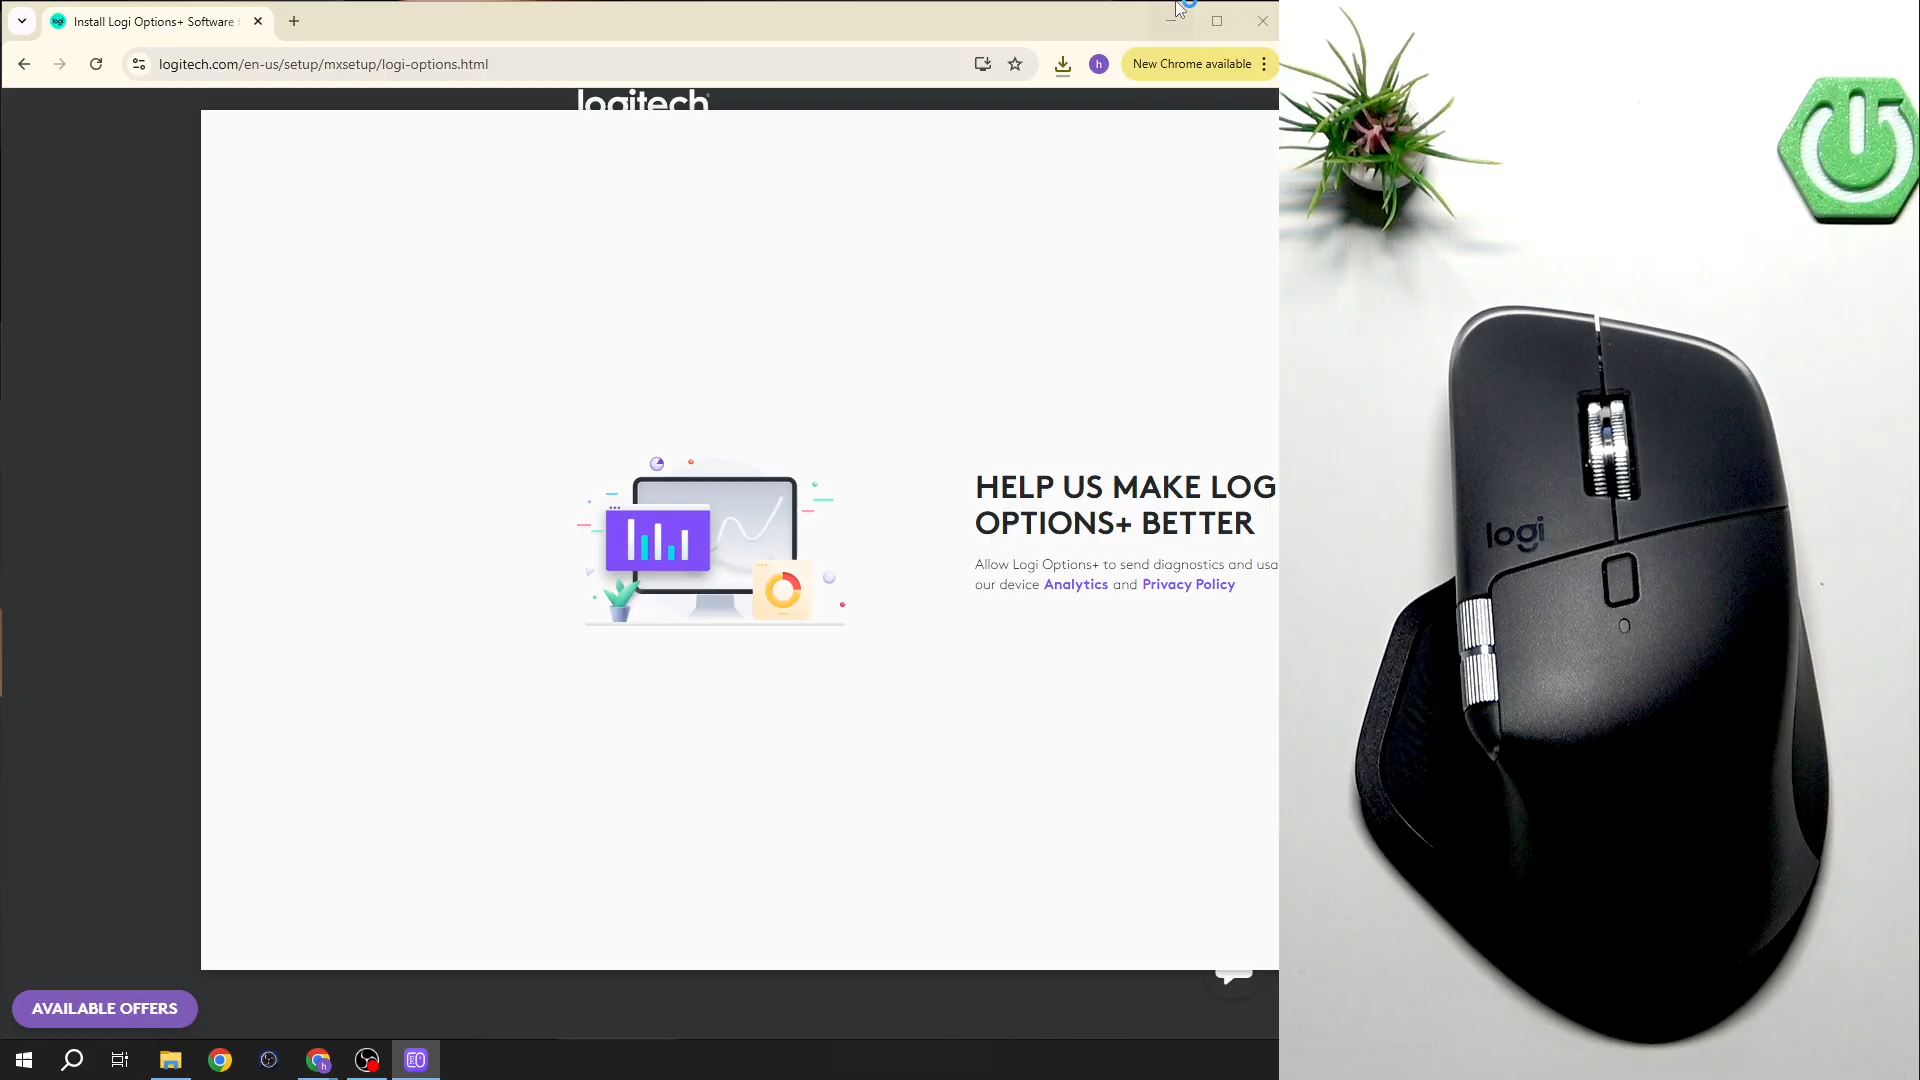 Install Logi Options+ Software
logitech.com/en-us/setup/mxsetup/logi-options.html
h
New Chrome available
logitech
HELP US MAKE LOG
OPTIONS+ BETTER
Allow Logi Options+ to send diagnostics and usa
our device Analytics and Privacy Policy
AVAILABLE OFFERS
logi